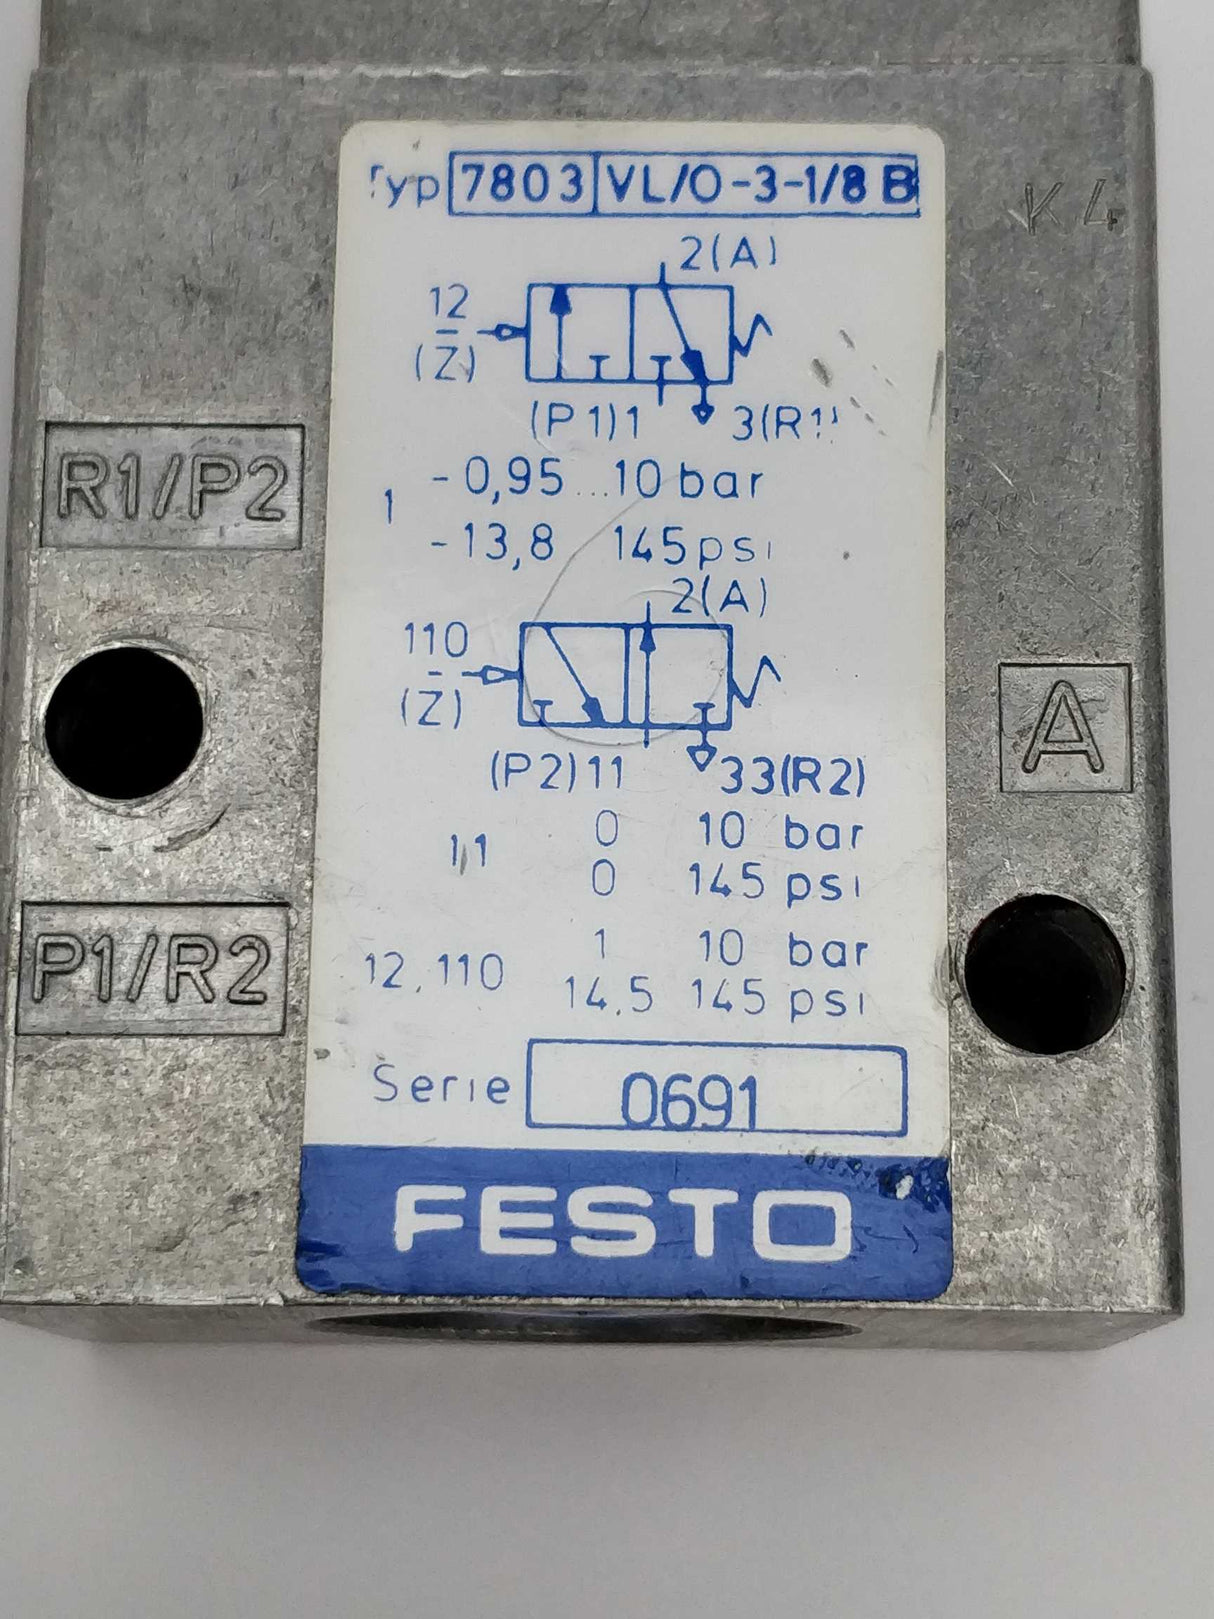 Typ 7803 VL/O-3-1/8 B
K 4
2(A)
12
(Z)
(P1)1 3(R1)
R1/P2
1 -0,95...10 bar
-13,8 145 psi
2(A)
110
(Z)
A
(P2)11 33(R2)
0 10 bar
11
0 145 psi
P1/R2
1 10 bar
12.110
14.5 145 psi
Serie 0691
FESTO